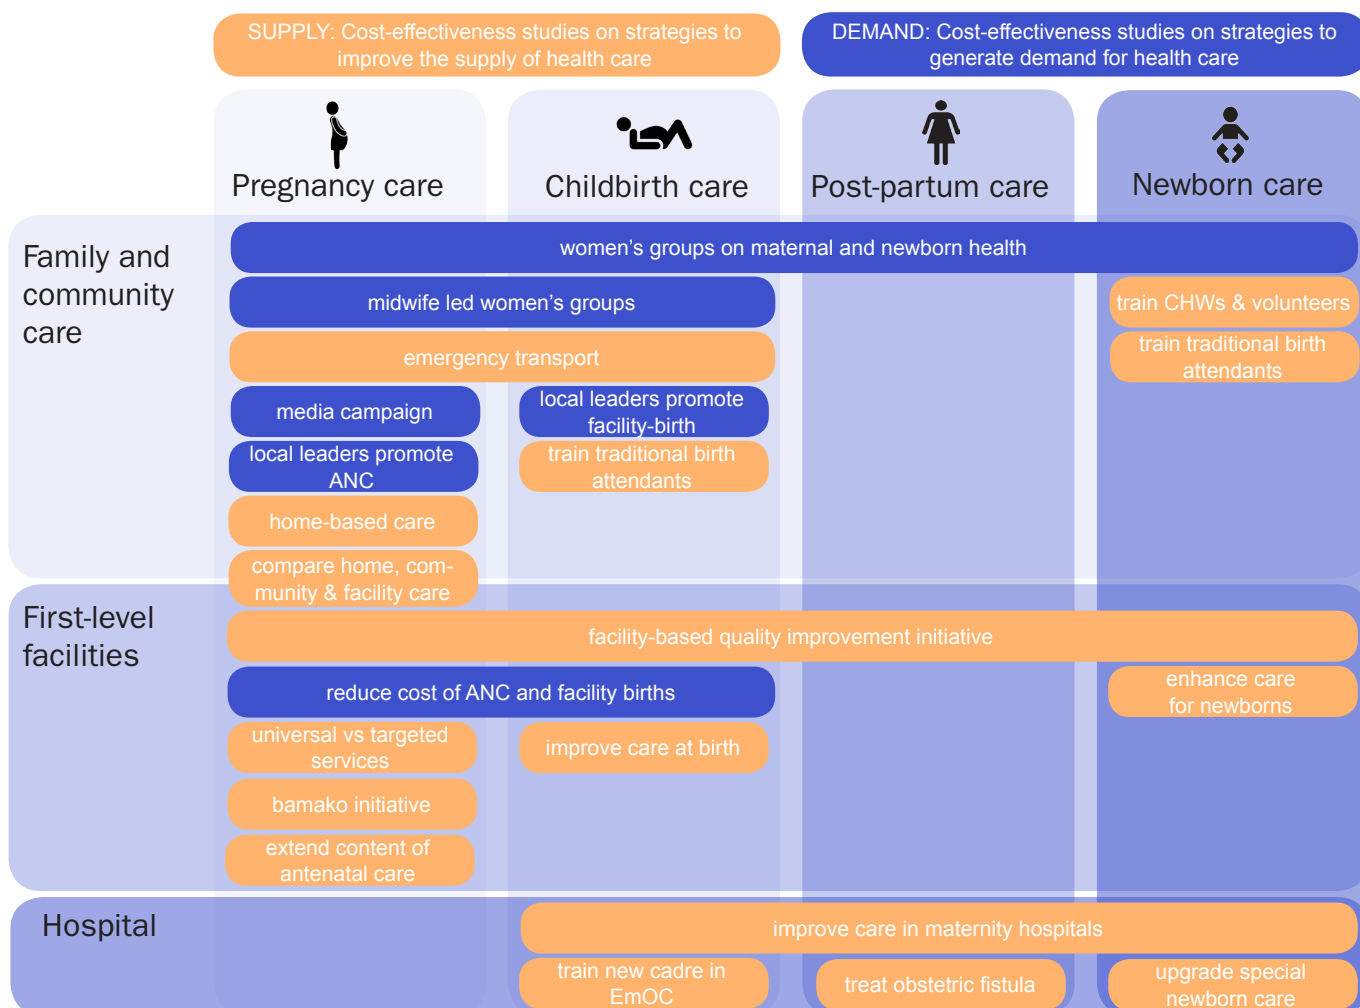 SUPPLY: Cost-effectiveness studies on strategies to
improve the supply of health care
DEMAND: Cost-effectiveness studies on strategies to
generate demand for health care
Pregnancy care
Childbirth care
Post-partum care
Newborn care
Family and
community
care
women's groups on maternal and newborn health
midwife led women's groups
train CHWs & volunteers
emergency transport
train traditional birth
attendants
media campaign
local leaders promote
facility-birth
local leaders promote
ANC
train traditional birth
attendants
home-based care
compare home, com-
munity & facility care
First-level
facilities
facility-based quality improvement initiative
reduce cost of ANC and facility births
enhance care
for newborns
universal vs targeted
services
improve care at birth
bamako initiative
extend content of
antenatal care
Hospital
improve care in maternity hospitals
train new cadre in
EmOC
treat obstetric fistula
upgrade special
newborn care